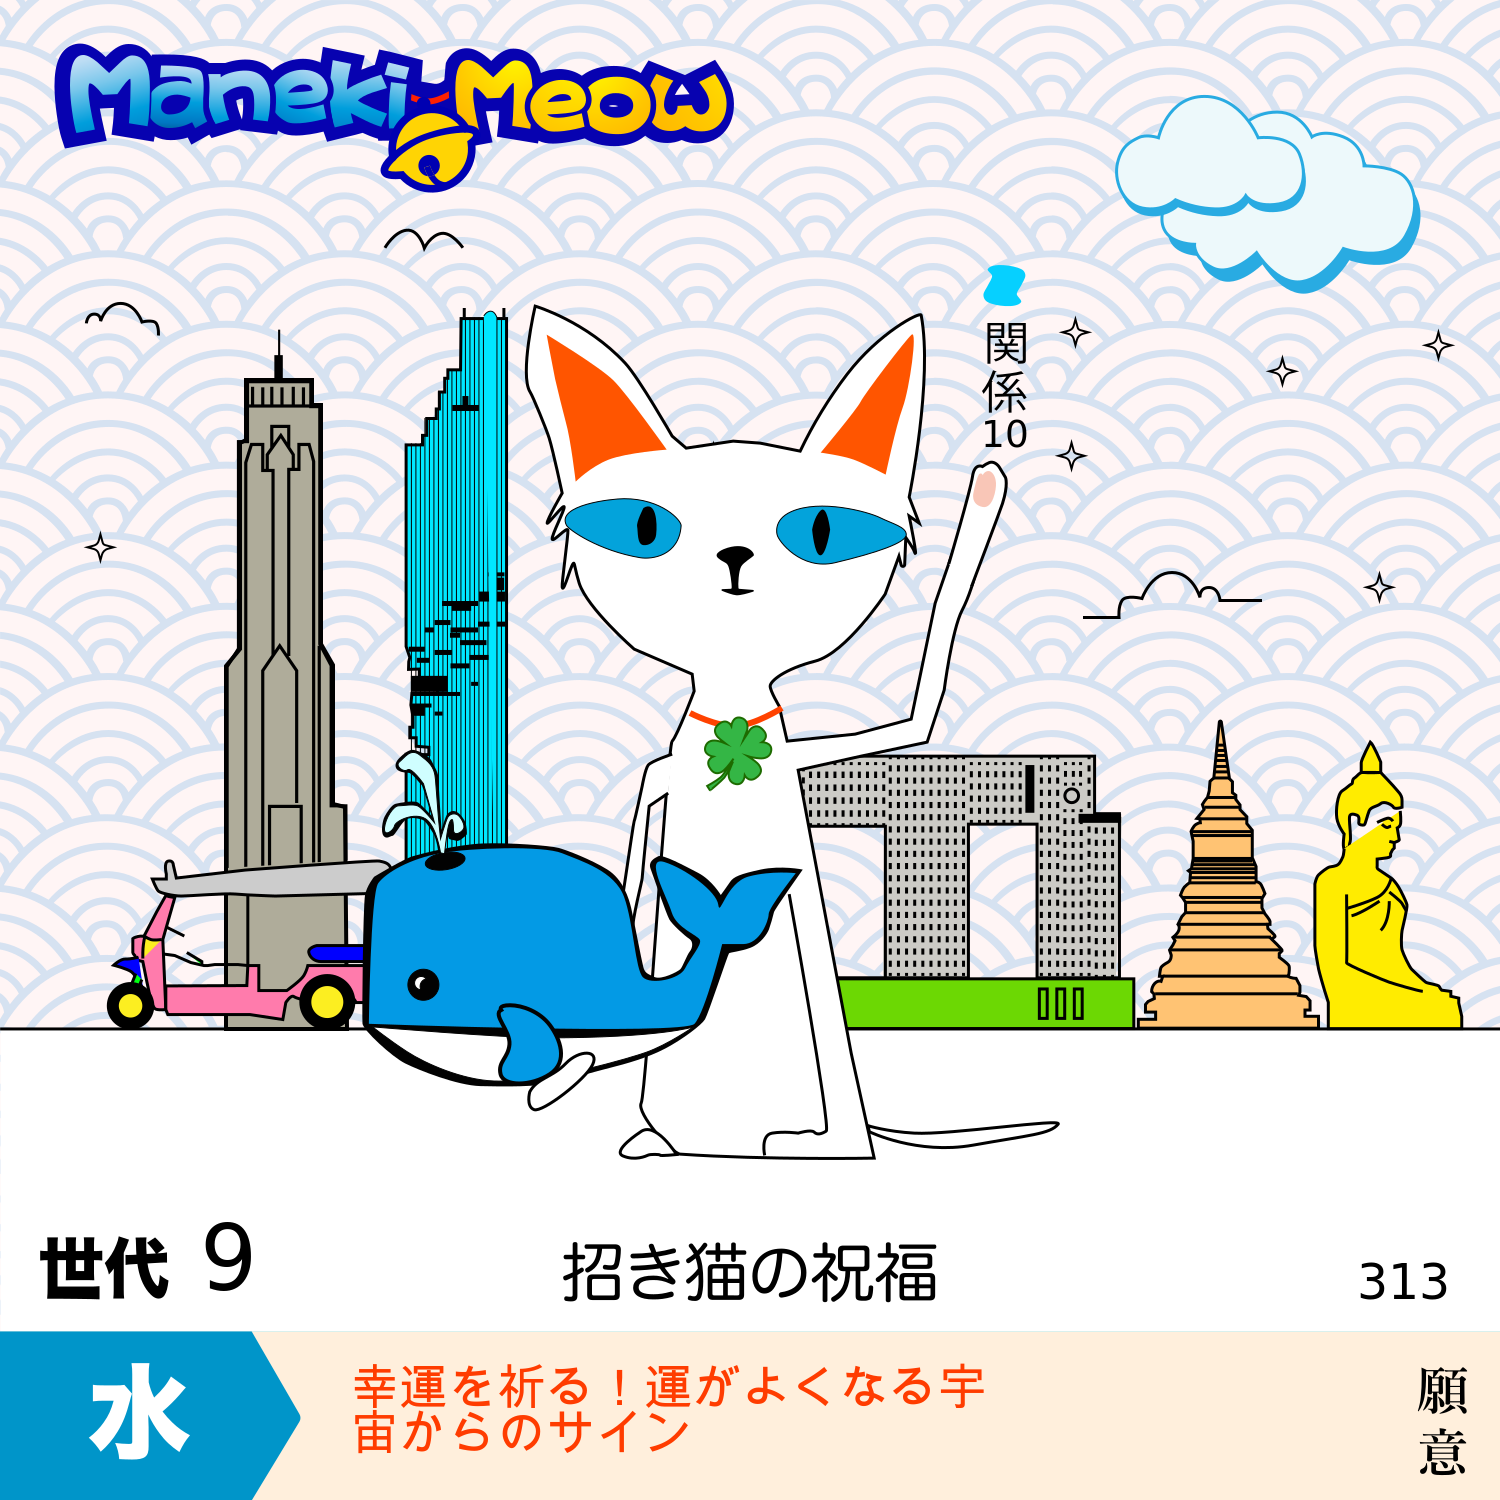 Maneki-Meow
関
係
10
世代 9
招き猫の祝福
313
水
幸運を祈る！運がよくなる宇
宙からのサイン
願
意